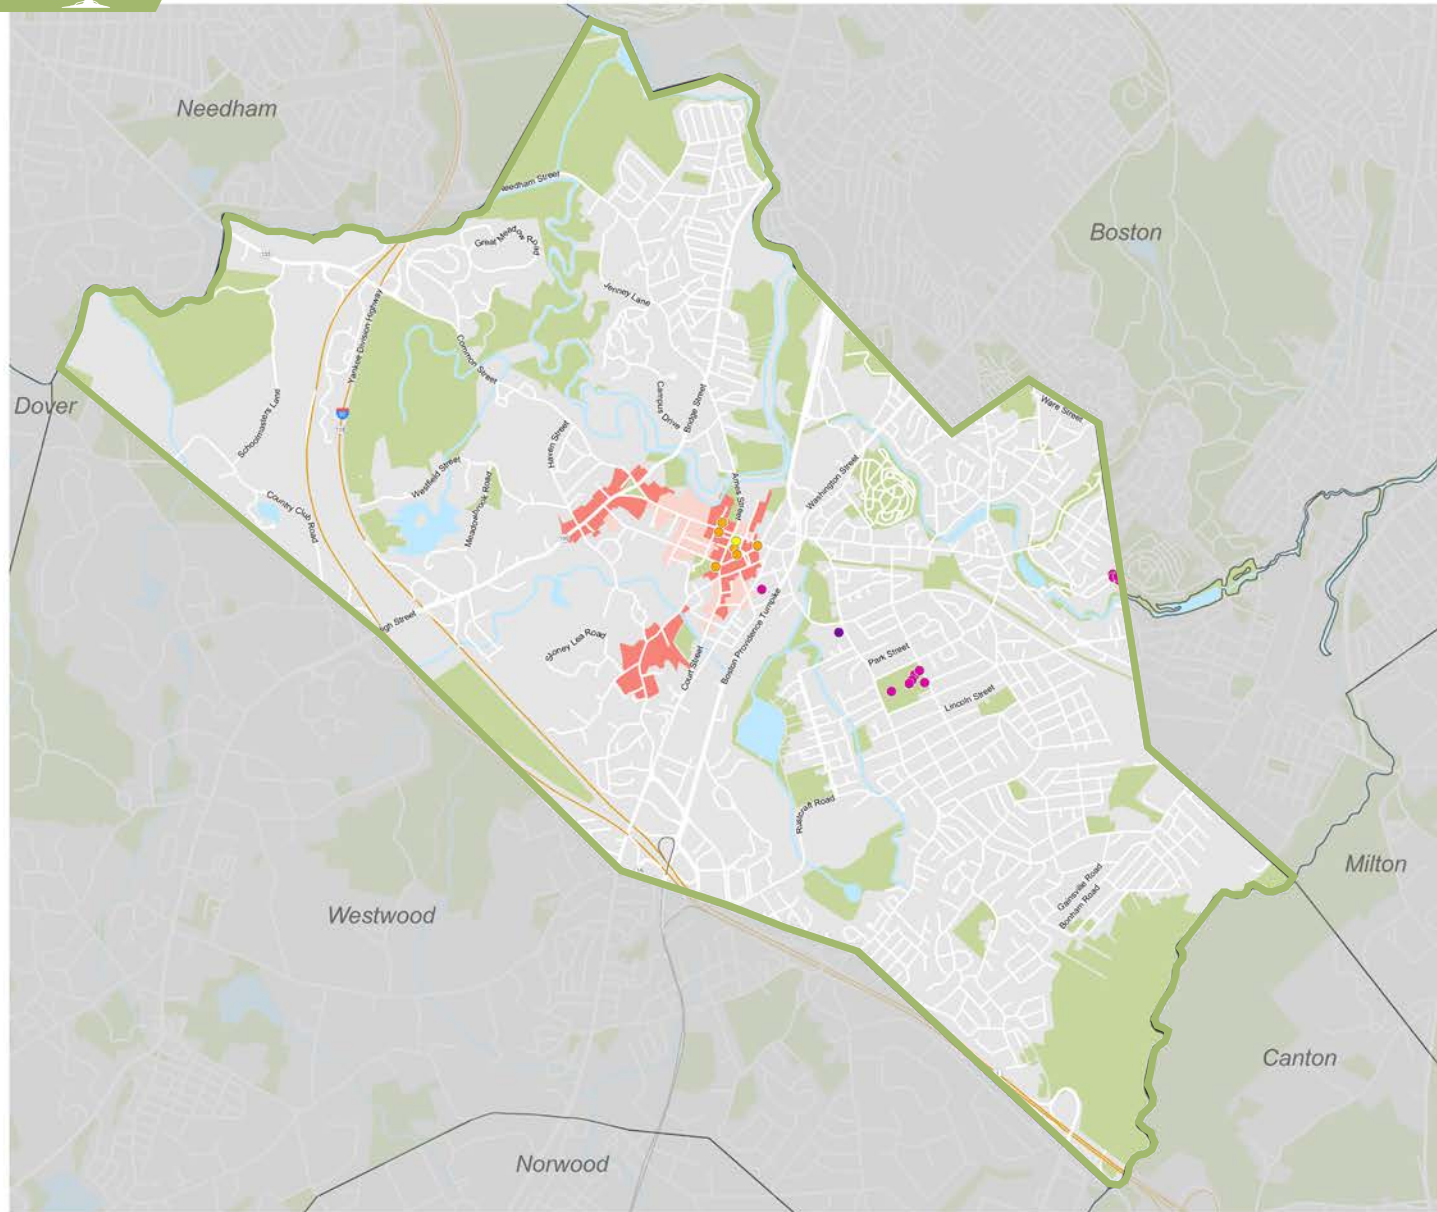 Needham
Boston
Needham Street
Great Meadow Road
135
Jenney Lane
Yankee Division Highway
Common Street
Ware Street
Dover
Campus Drive
Bridge Street
Schoolmasters Lane
Haven Street
Westfield Street
Washington Street
Meadowbrook Road
Ames Street
Country Club Road
High Street
Stoney Lea Road
Boston Providence Turnpike
Court Street
Park Street
Lincoln Street
Rustcraft Road
Milton
Gainsville Road
Bonham Road
Westwood
Canton
Norwood